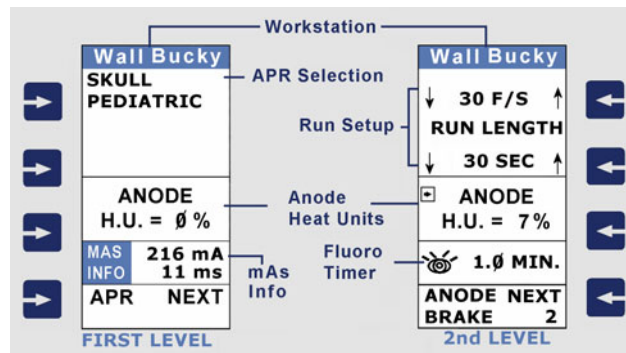 Workstation
Wall Bucky
SKULL
PEDIATRIC
ANODE
H.U. = Ø %
MAS INFO
216 mA
11 ms
APR NEXT
FIRST LEVEL
APR Selection
Run Setup
Anode
Heat Units
Fluoro
Timer
mAs
Info
Wall Bucky
↓ 30 F/S ↑
RUN LENGTH
↓ 30 SEC ↑
ANODE
H.U. = 7%
1.Ø MIN.
ANODE NEXT
BRAKE 2
2nd LEVEL